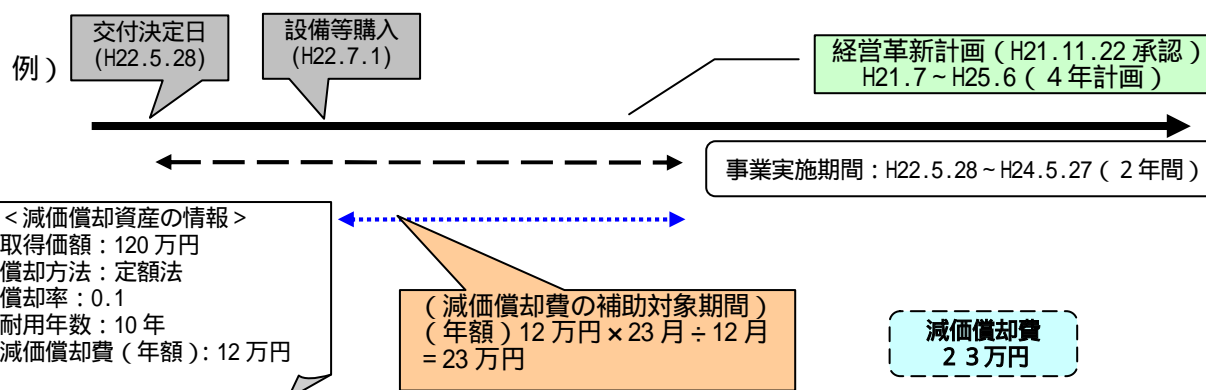 例）
交付決定日
(H22.5.28)
設備等購入
(H22.7.1)
経営革新計画（H21.11.22 承認）
H21.7～H25.6（４年計画）
事業実施期間：H22.5.28～H24.5.27（２年間）
＜減価償却資産の情報＞
取得価額：120 万円
償却方法：定額法
償却率：0.1
耐用年数：10 年
減価償却費（年額）：12 万円
（減価償却費の補助対象期間）
（年額）12 万円×23 月÷12 月
＝23 万円
減価償却費
２３万円